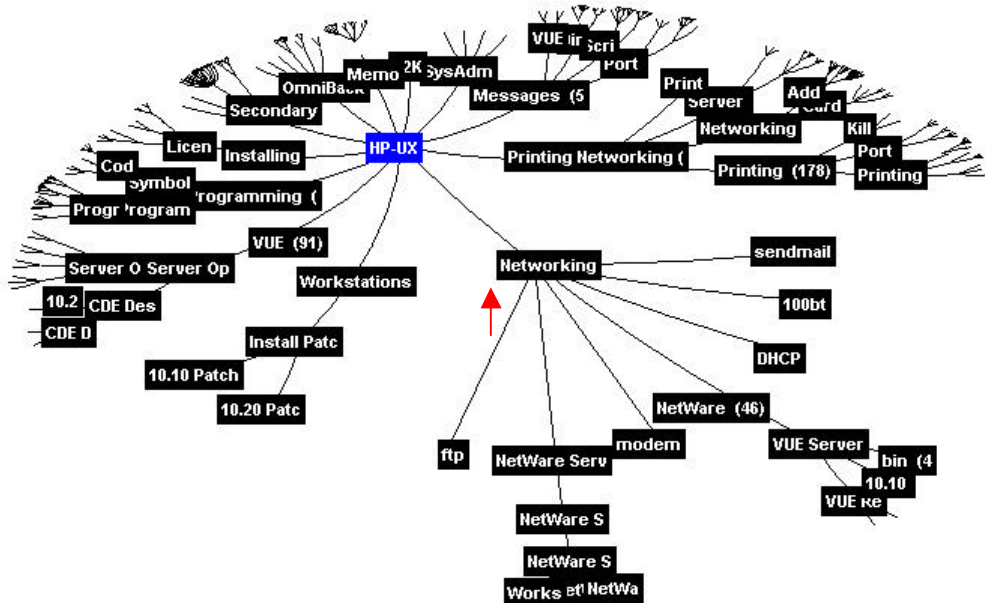 VUE
Scri
Port
Memo
2K
SysAdm
OmniBack
Messages (5
Secondary
Print
Server
Add
Networking
Kill
HP-UX
Licen
Installing
Printing Networking (
Port
Printing (178)
Printing
Cod
Symbol
Programming (
Progr
Program
VUE (91)
Server O
Server Op
Workstations
Networking
sendmail
10.2
CDE Des
100bt
CDE D
Install Patc
DHCP
10.10 Patch
10.20 Patc
NetWare (46)
ftp
NetWare Serv
modem
VUE Server
bin (4
10.10
VUE Re
NetWare S
NetWare S
Works
NetWa